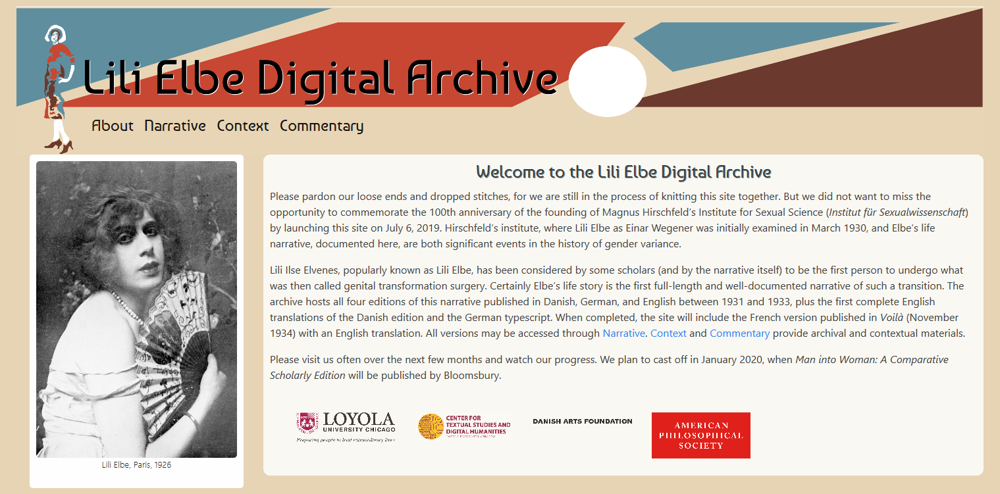 Lili Elbe Digital Archive
About Narrative Context Commentary
Lili Elbe, Paris, 1926
Welcome to the Lili Elbe Digital Archive
Please pardon our loose ends and dropped stitches, for we are still in the process of knitting this site together. But we did not want to miss the
opportunity to commemorate the 100th anniversary of the founding of Magnus Hirschfeld's Institute for Sexual Science (Institut für Sexualwissenschaft)
by launching this site on July 6, 2019. Hirschfeld's institute, where Lili Elbe as Einar Wegener was initially examined in March 1930, and Elbe's life
narrative, documented here, are both significant events in the history of gender variance.
Lili Ilse Elvenes, popularly known as Lili Elbe, has been considered by some scholars (and by the narrative itself) to be the first person to undergo what
was then called genital transformation surgery. Certainly Elbe's life story is the first full-length and well-documented narrative of such a transition. The
archive hosts all four editions of this narrative published in Danish, German, and English between 1931 and 1933, plus the first complete English
translations of the Danish edition and the German typescript. When completed, the site will include the French version published in Voilà (November
1934) with an English translation. All versions may be accessed through Narrative. Context and Commentary provide archival and contextual materials.
Please visit us often over the next few months and watch our progress. We plan to cast off in January 2020, when Man into Woman: A Comparative
Scholarly Edition will be published by Bloomsbury.
LOYOLA
UNIVERSITY CHICAGO
Preparing people to lead extraordinary lives
CENTER FOR
TEXTUAL STUDIES AND
DIGITAL HUMANITIES
DANISH ARTS FOUNDATION
AMERICAN
PHILOSOPHICAL
SOCIETY